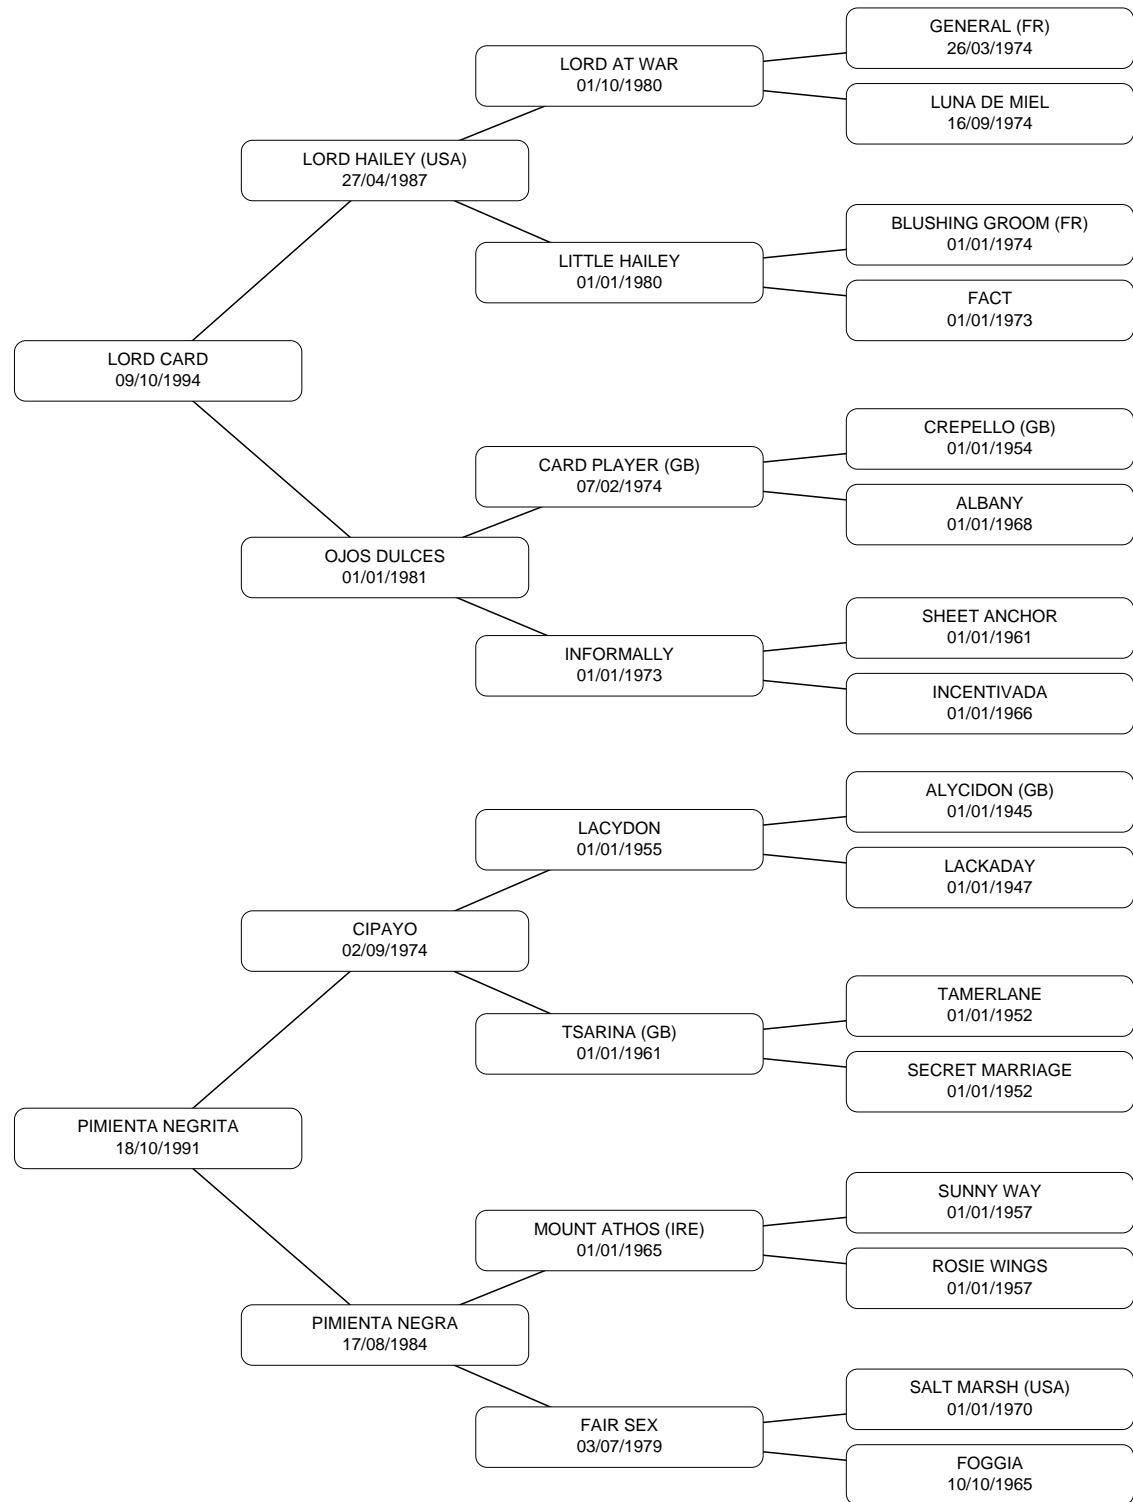 GENERAL (FR)
26/03/1974
LORD AT WAR
01/10/1980
LUNA DE MIEL
16/09/1974
LORD HAILEY (USA)
27/04/1987
BLUSHING GROOM (FR)
01/01/1974
LITTLE HAILEY
01/01/1980
FACT
01/01/1973
LORD CARD
09/10/1994
CREPELLO (GB)
01/01/1954
CARD PLAYER (GB)
07/02/1974
ALBANY
01/01/1968
OJOS DULCES
01/01/1981
SHEET ANCHOR
01/01/1961
INFORMALLY
01/01/1973
INCENTIVADA
01/01/1966
ALYCIDON (GB)
01/01/1945
LACYDON
01/01/1955
LACKADAY
01/01/1947
CIPAYO
02/09/1974
TAMERLANE
01/01/1952
TSARINA (GB)
01/01/1961
SECRET MARRIAGE
01/01/1952
PIMIENTA NEGRITA
18/10/1991
SUNNY WAY
01/01/1957
MOUNT ATHOS (IRE)
01/01/1965
ROSIE WINGS
01/01/1957
PIMIENTA NEGRA
17/08/1984
SALT MARSH (USA)
01/01/1970
FAIR SEX
03/07/1979
FOGGIA
10/10/1965